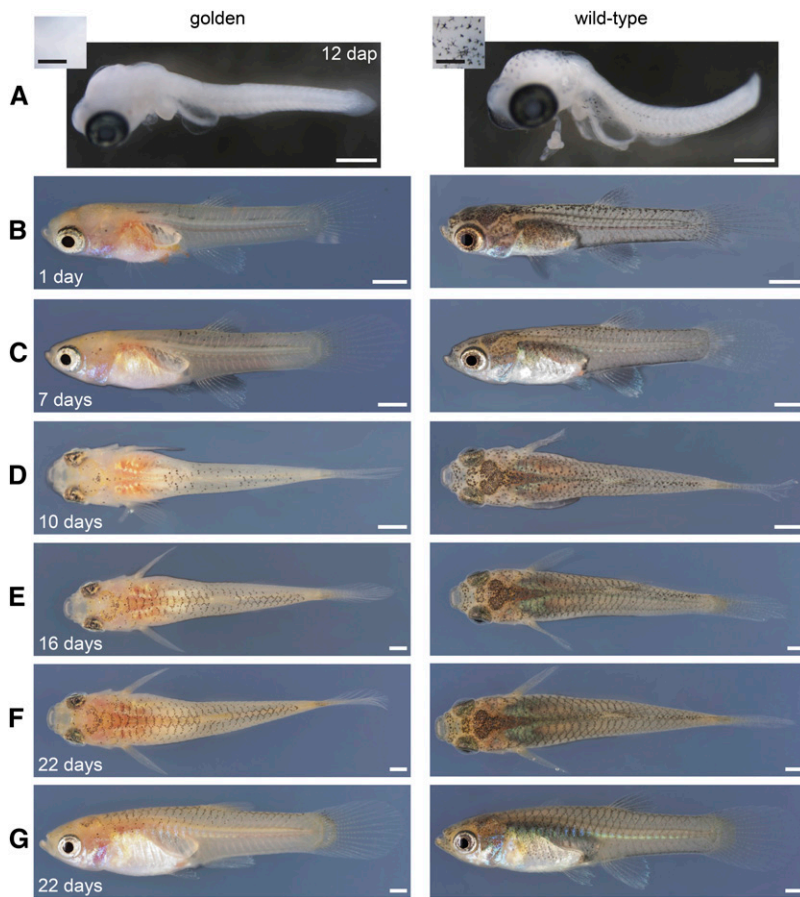 golden
wild-type
12 dap
A
B
1 day
C
7 days
D
10 days
E
16 days
F
22 days
G
22 days